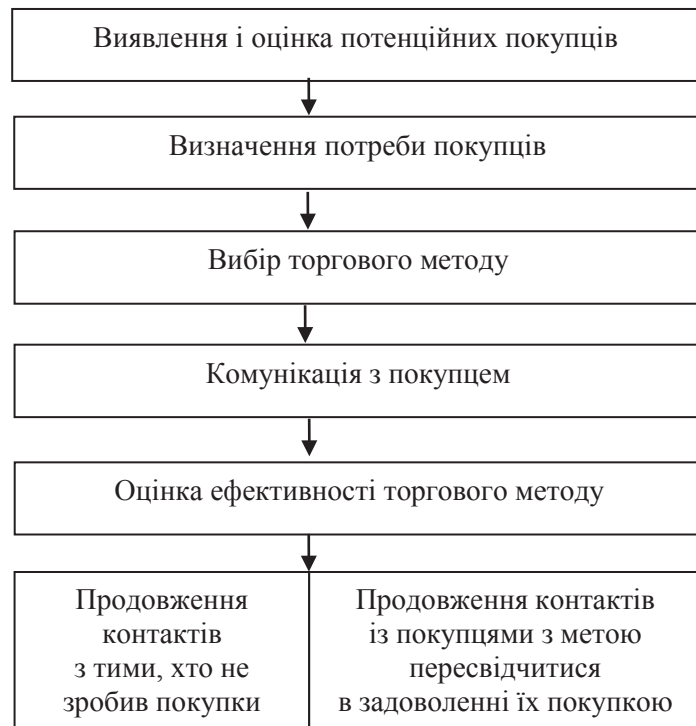 Виявлення і оцінка потенційних покупців
Визначення потреби покупців
Вибір торгового методу
Комунікація з покупцем
Оцінка ефективності торгового методу
Продовження
контактів
з тими, хто не
зробив покупки
Продовження контактів
із покупцями з метою
пересвідчитися
в задоволенні їх покупкою